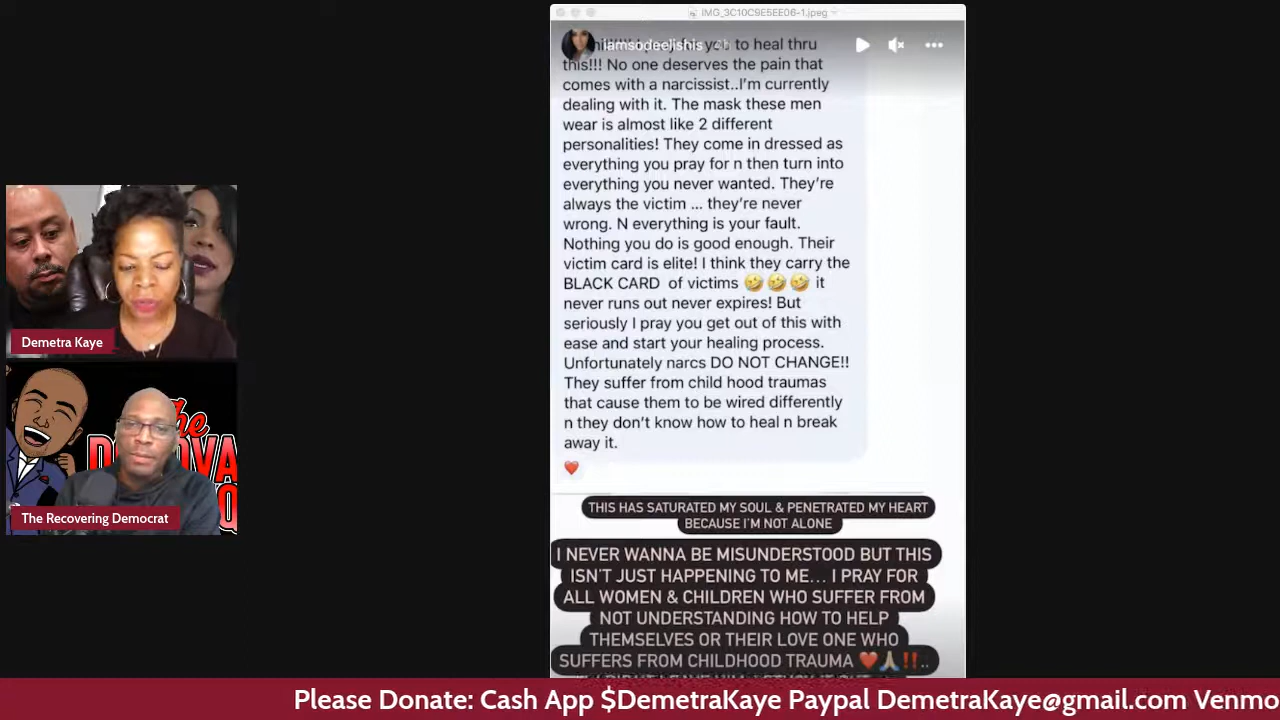 IMG_3C10C9E5EE06-1.jpeg
iamsodeelishis
to heal thru
this!!! No one deserves the pain that
comes with a narcissist..I'm currently
dealing with it. The mask these men
wear is almost like 2 different
personalities! They come in dressed as
everything you pray for n then turn into
everything you never wanted. They're
always the victim ... they're never
wrong. N everything is your fault.
Nothing you do is good enough. Their
victim card is elite! I think they carry the
BLACK CARD of victims 🤣🤣🤣 it
never runs out never expires! But
seriously I pray you get out of this with
ease and start your healing process.
Unfortunately narcs DO NOT CHANGE!!
They suffer from child hood traumas
that cause them to be wired differently
n they don't know how to heal n break
away it.
❤️
THIS HAS SATURATED MY SOUL & PENETRATED MY HEART
BECAUSE I'M NOT ALONE
I NEVER WANNA BE MISUNDERSTOOD BUT THIS
ISN'T JUST HAPPENING TO ME... I PRAY FOR
ALL WOMEN & CHILDREN WHO SUFFER FROM
NOT UNDERSTANDING HOW TO HELP
THEMSELVES OR THEIR LOVE ONE WHO
SUFFERS FROM CHILDHOOD TRAUMA ❤️🙏🏽‼️..
Demetra Kaye
The
The Recovering Democrat
Please Donate: Cash App $DemetraKaye Paypal DemetraKaye@gmail.com Venmo